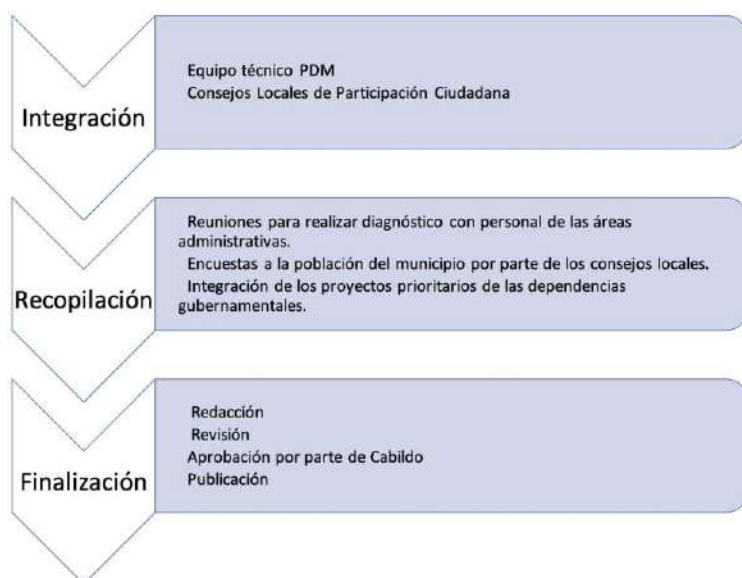 Integración
Equipo técnico PDM
Consejos Locales de Participación Ciudadana
Recopilación
Reuniones para realizar diagnóstico con personal de las áreas
administrativas.
Encuestas a la población del municipio por parte de los consejos locales.
Integración de los proyectos prioritarios de las dependencias
gubernamentales.
Finalización
Redacción
Revisión
Aprobación por parte de Cabildo
Publicación